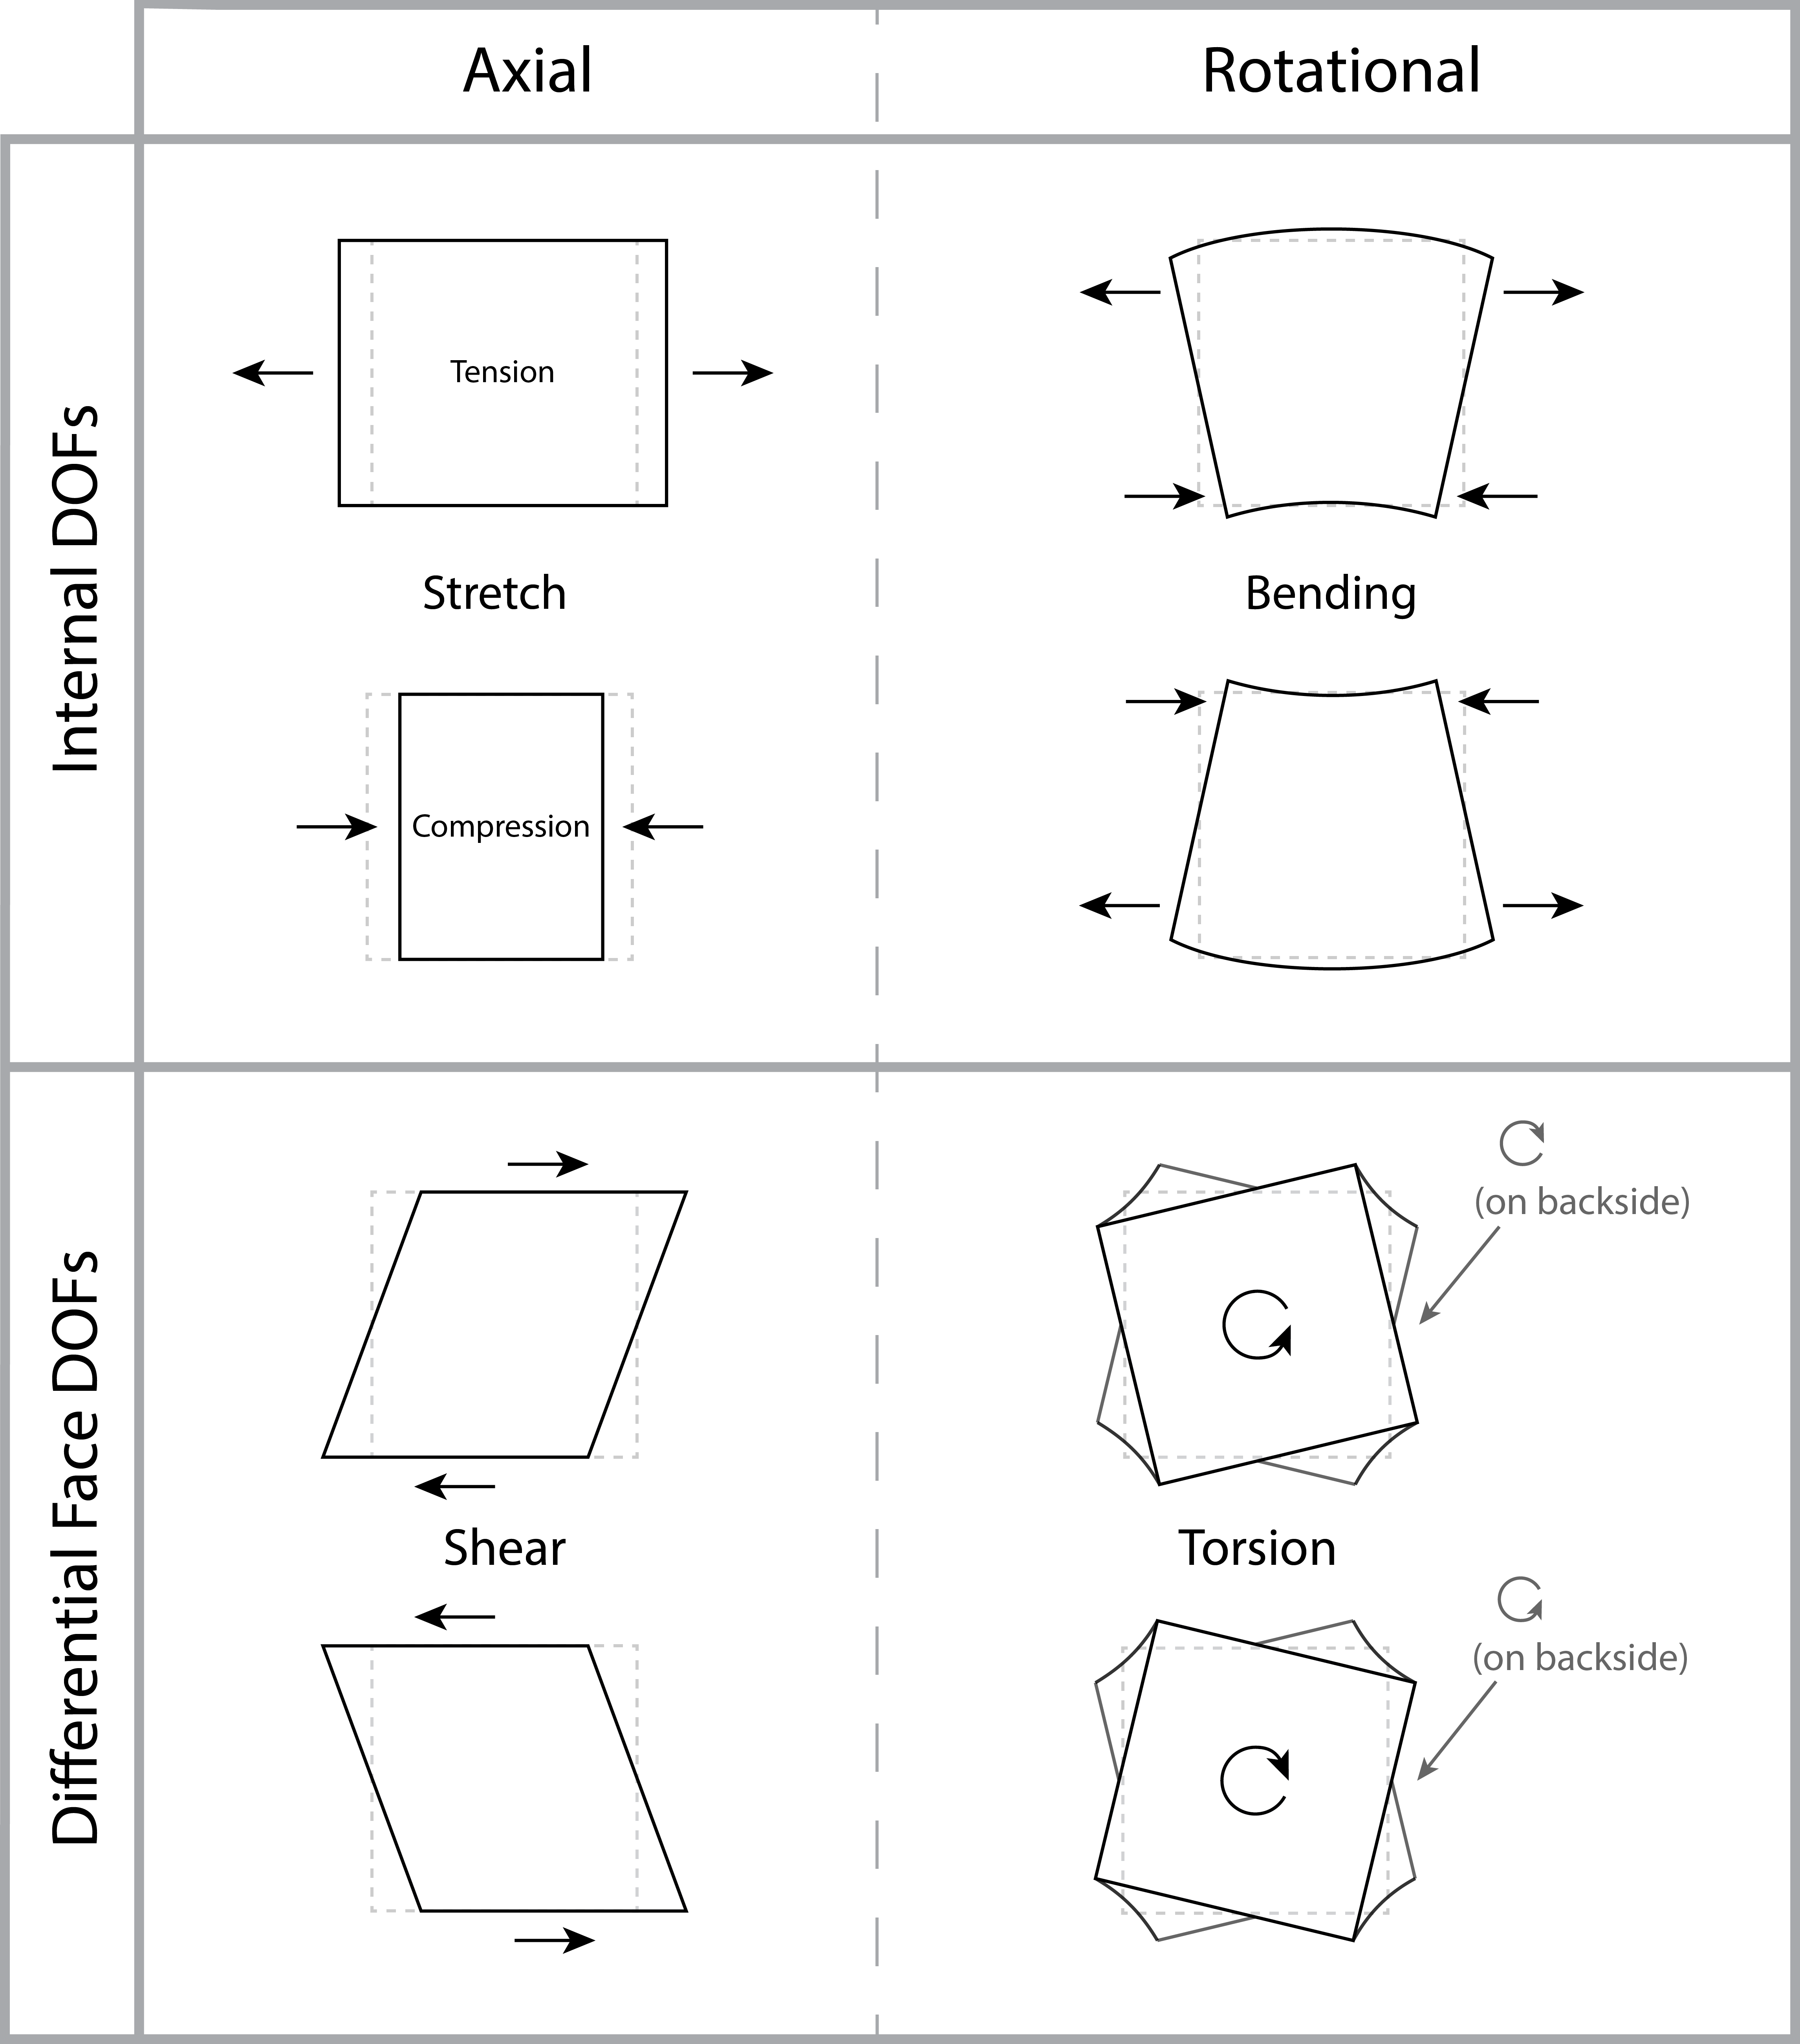 Axial
Rotational
Internal DOFs
Tension
Stretch
Bending
Compression
Differential Face DOFs
(on backside)
Shear
Torsion
(on backside)